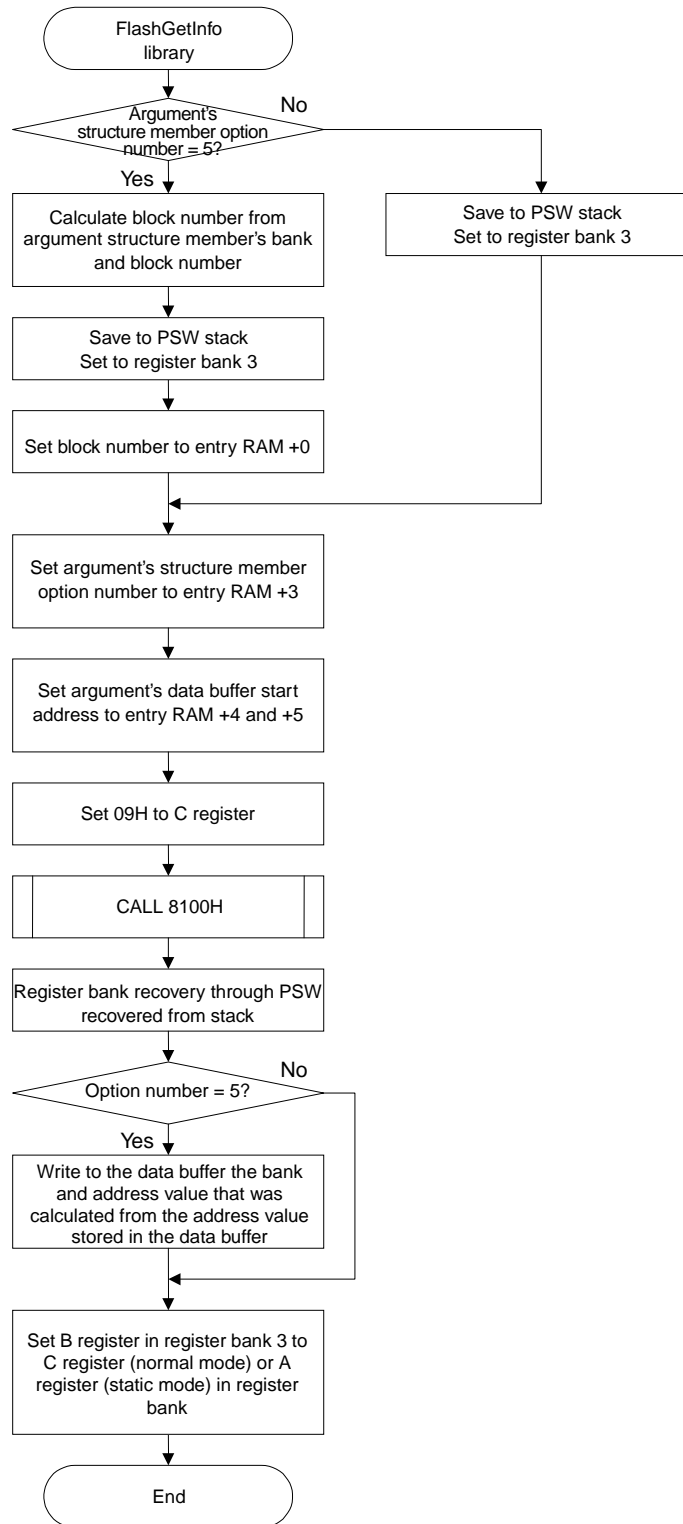 FlashGetInfo
library
No
Argument's
structure member option
number = 5?
Yes
Calculate block number from
argument structure member's bank
and block number
Save to PSW stack
Set to register bank 3
Save to PSW stack
Set to register bank 3
Set block number to entry RAM +0
Set argument's structure member
option number to entry RAM +3
Set argument's data buffer start
address to entry RAM +4 and +5
Set 09H to C register
CALL 8100H
Register bank recovery through PSW
recovered from stack
No
Option number = 5?
Yes
Write to the data buffer the bank
and address value that was
calculated from the address value
stored in the data buffer
Set B register in register bank 3 to
C register (normal mode) or A
register (static mode) in register
bank
End